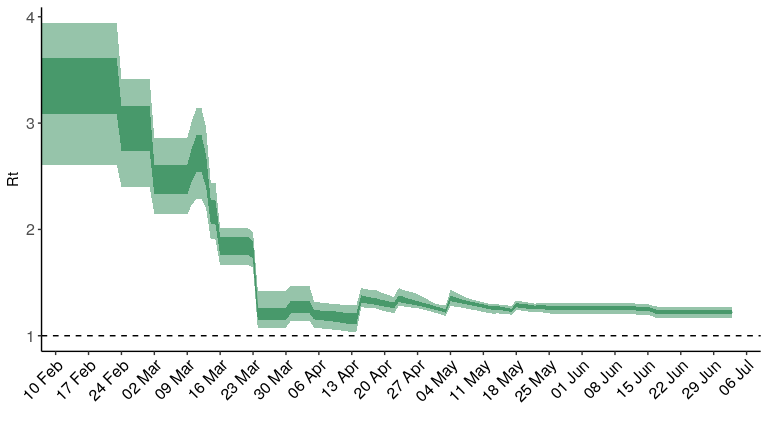 4
3
2
1
Rt
10 Feb
17 Feb
24 Feb
02 Mar
09 Mar
16 Mar
23 Mar
30 Mar
06 Apr
13 Apr
20 Apr
27 Apr
04 May
11 May
18 May
25 May
01 Jun
08 Jun
15 Jun
22 Jun
29 Jun
06 Jul